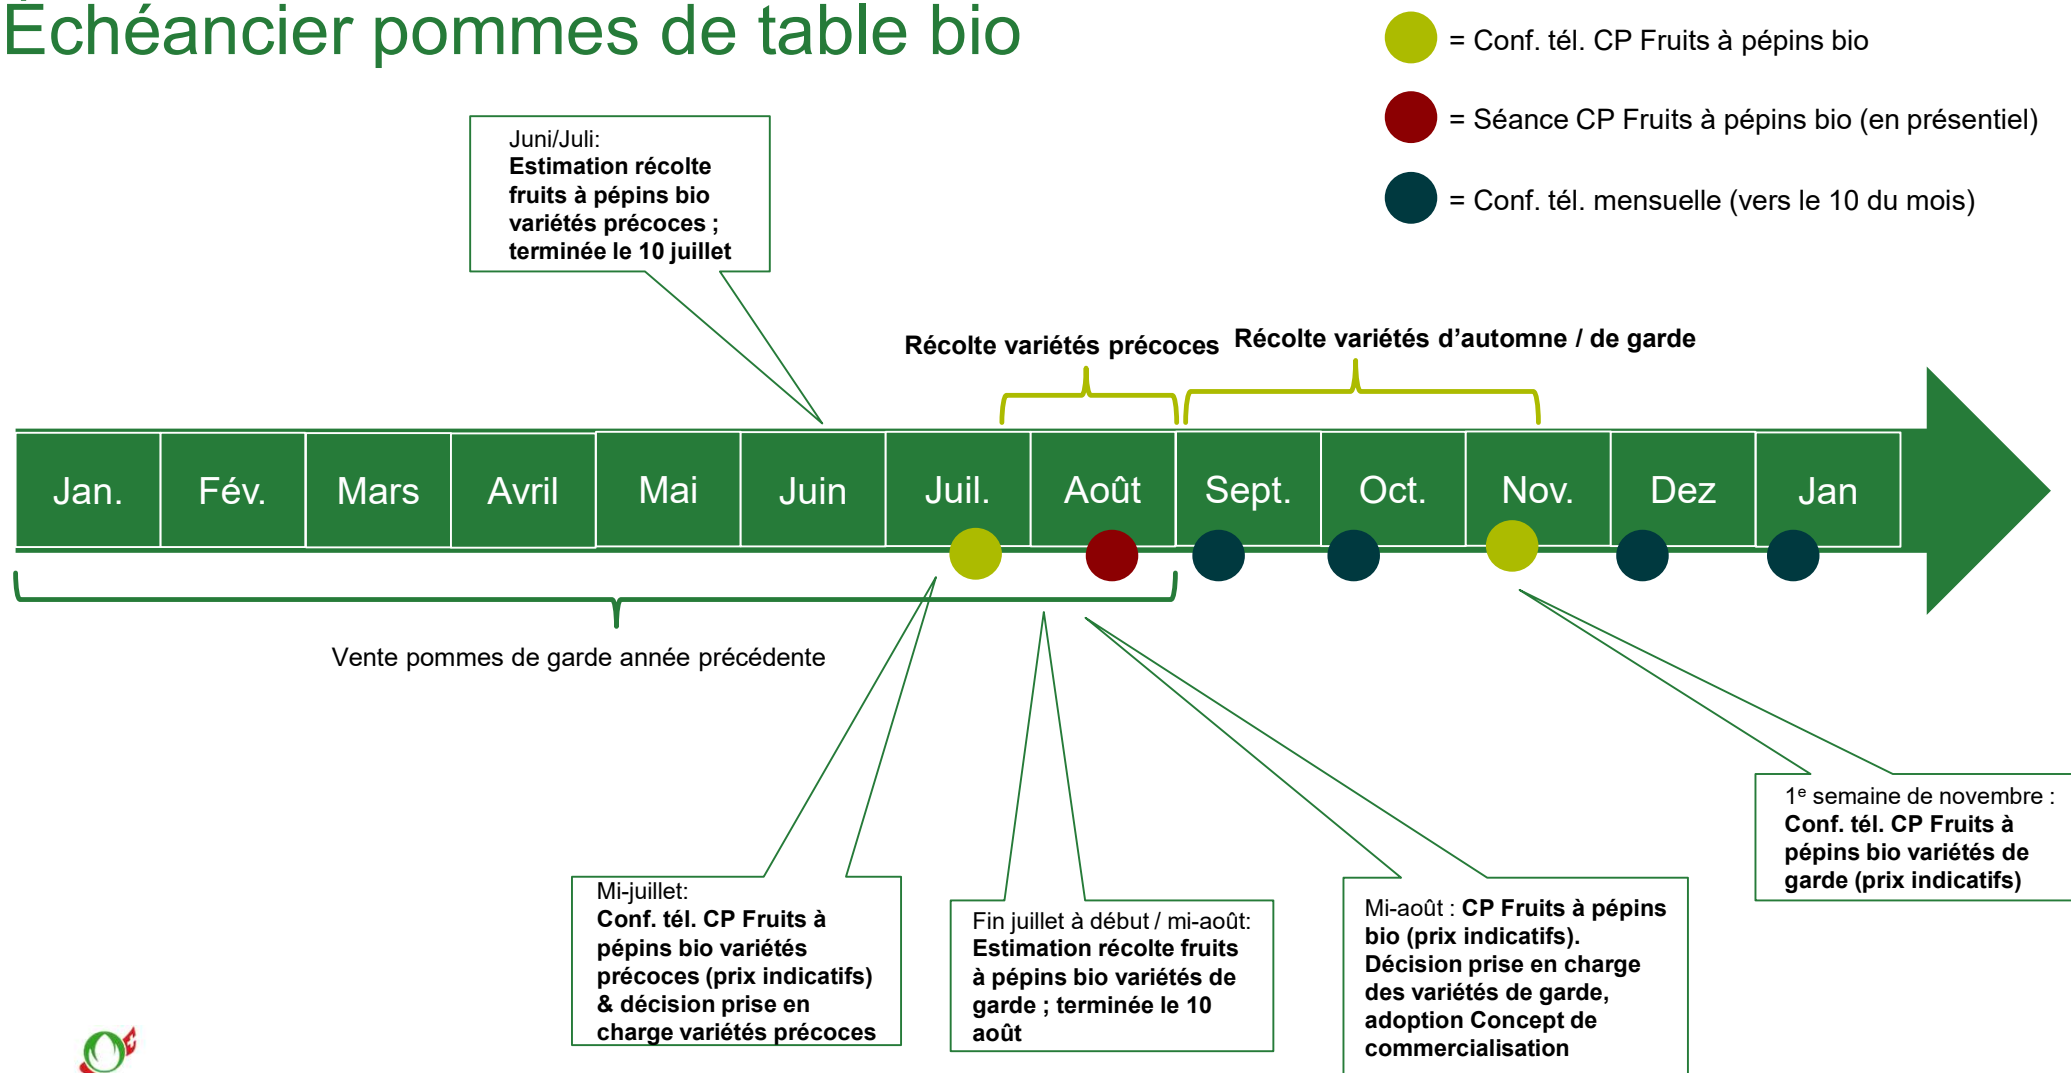 Échéancier pommes de table bio
= Conf. tél. CP Fruits à pépins bio
= Séance CP Fruits à pépins bio (en présentiel)
= Conf. tél. mensuelle (vers le 10 du mois)
Juni/Juli:
Estimation récolte
fruits à pépins bio
variétés précoces ;
terminée le 10 juillet
Récolte variétés précoces
Récolte variétés d’automne / de garde
Jan.
Fév.
Mars
Avril
Mai
Juin
Juil.
Août
Sept.
Oct.
Nov.
Dez
Jan
Vente pommes de garde année précédente
Mi-juillet:
Conf. tél. CP Fruits à
pépins bio variétés
précoces (prix indicatifs)
& décision prise en
charge variétés précoces
Fin juillet à début / mi-août:
Estimation récolte fruits
à pépins bio variétés de
garde ; terminée le 10
août
Mi-août : CP Fruits à pépins
bio (prix indicatifs).
Décision prise en charge
des variétés de garde,
adoption Concept de
commercialisation
1e semaine de novembre :
Conf. tél. CP Fruits à
pépins bio variétés de
garde (prix indicatifs)